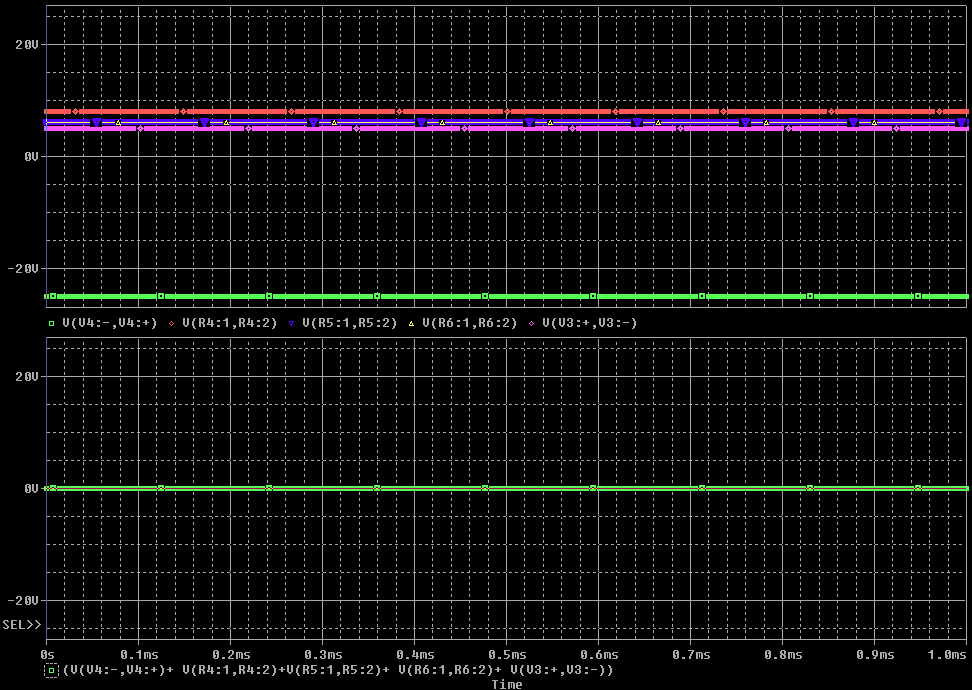 20V
0V
-20V
V(V4:-,V4:+) V(R4:1,R4:2) V(R5:1,R5:2) V(R6:1,R6:2) V(V3:+,V3:-)
20V
0V
-20V
SEL>>
0s 0.1ms 0.2ms 0.3ms 0.4ms 0.5ms 0.6ms 0.7ms 0.8ms 0.9ms 1.0ms
(V(V4:-,V4:+)+ V(R4:1,R4:2)+V(R5:1,R5:2)+ V(R6:1,R6:2)+ V(V3:+,V3:-))
Time